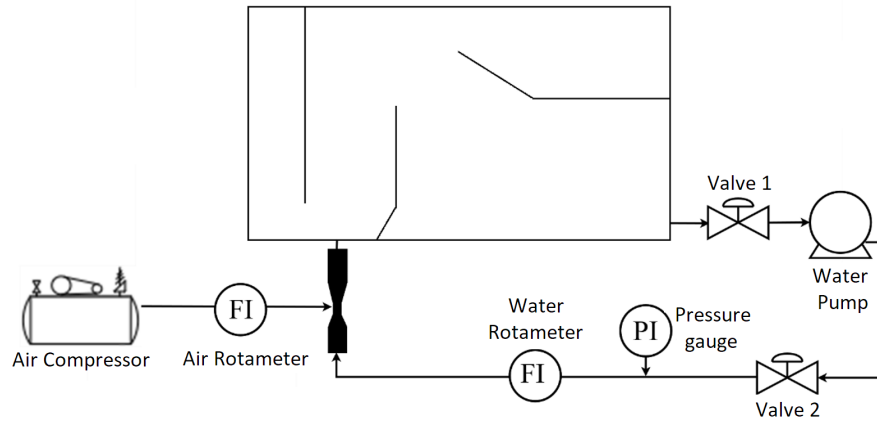 Valve 1
Water
Pump
FI
Air Compressor
Air Rotameter
Water
Rotameter
FI
PI
Pressure
gauge
Valve 2